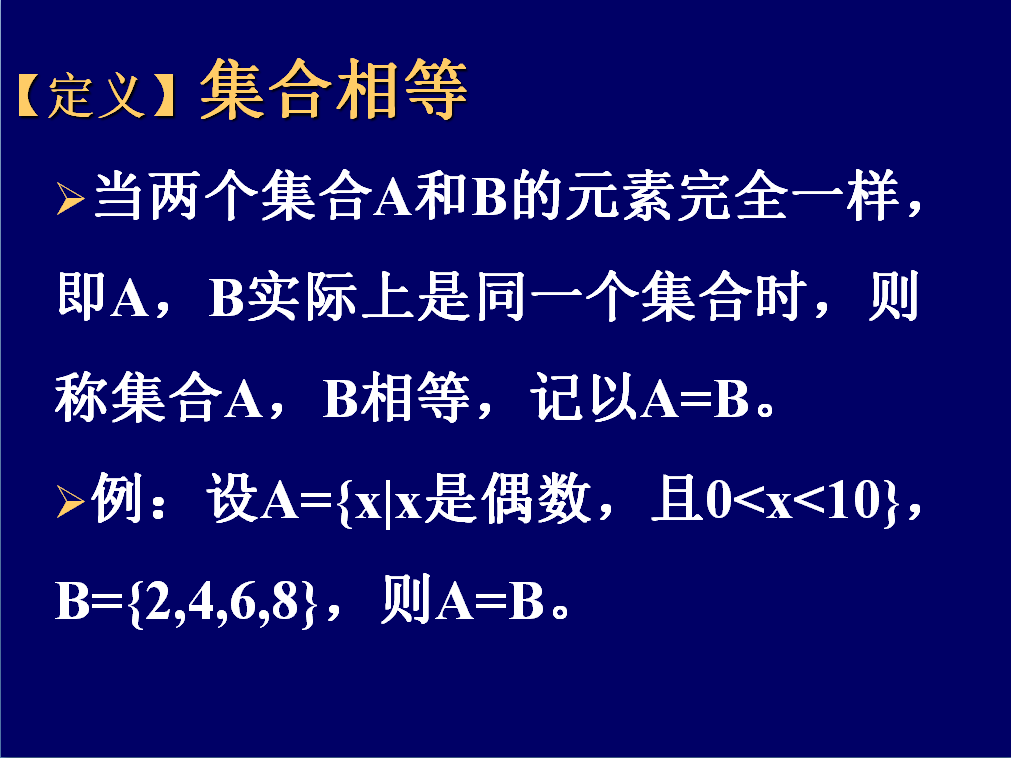 【定义】集合相等
➢当两个集合A和B的元素完全一样，
即A，B实际上是同一个集合时，则
称集合A，B相等，记以A=B。
➢例：设A={x|x是偶数，且0<x<10}，
B={2,4,6,8}，则A=B。